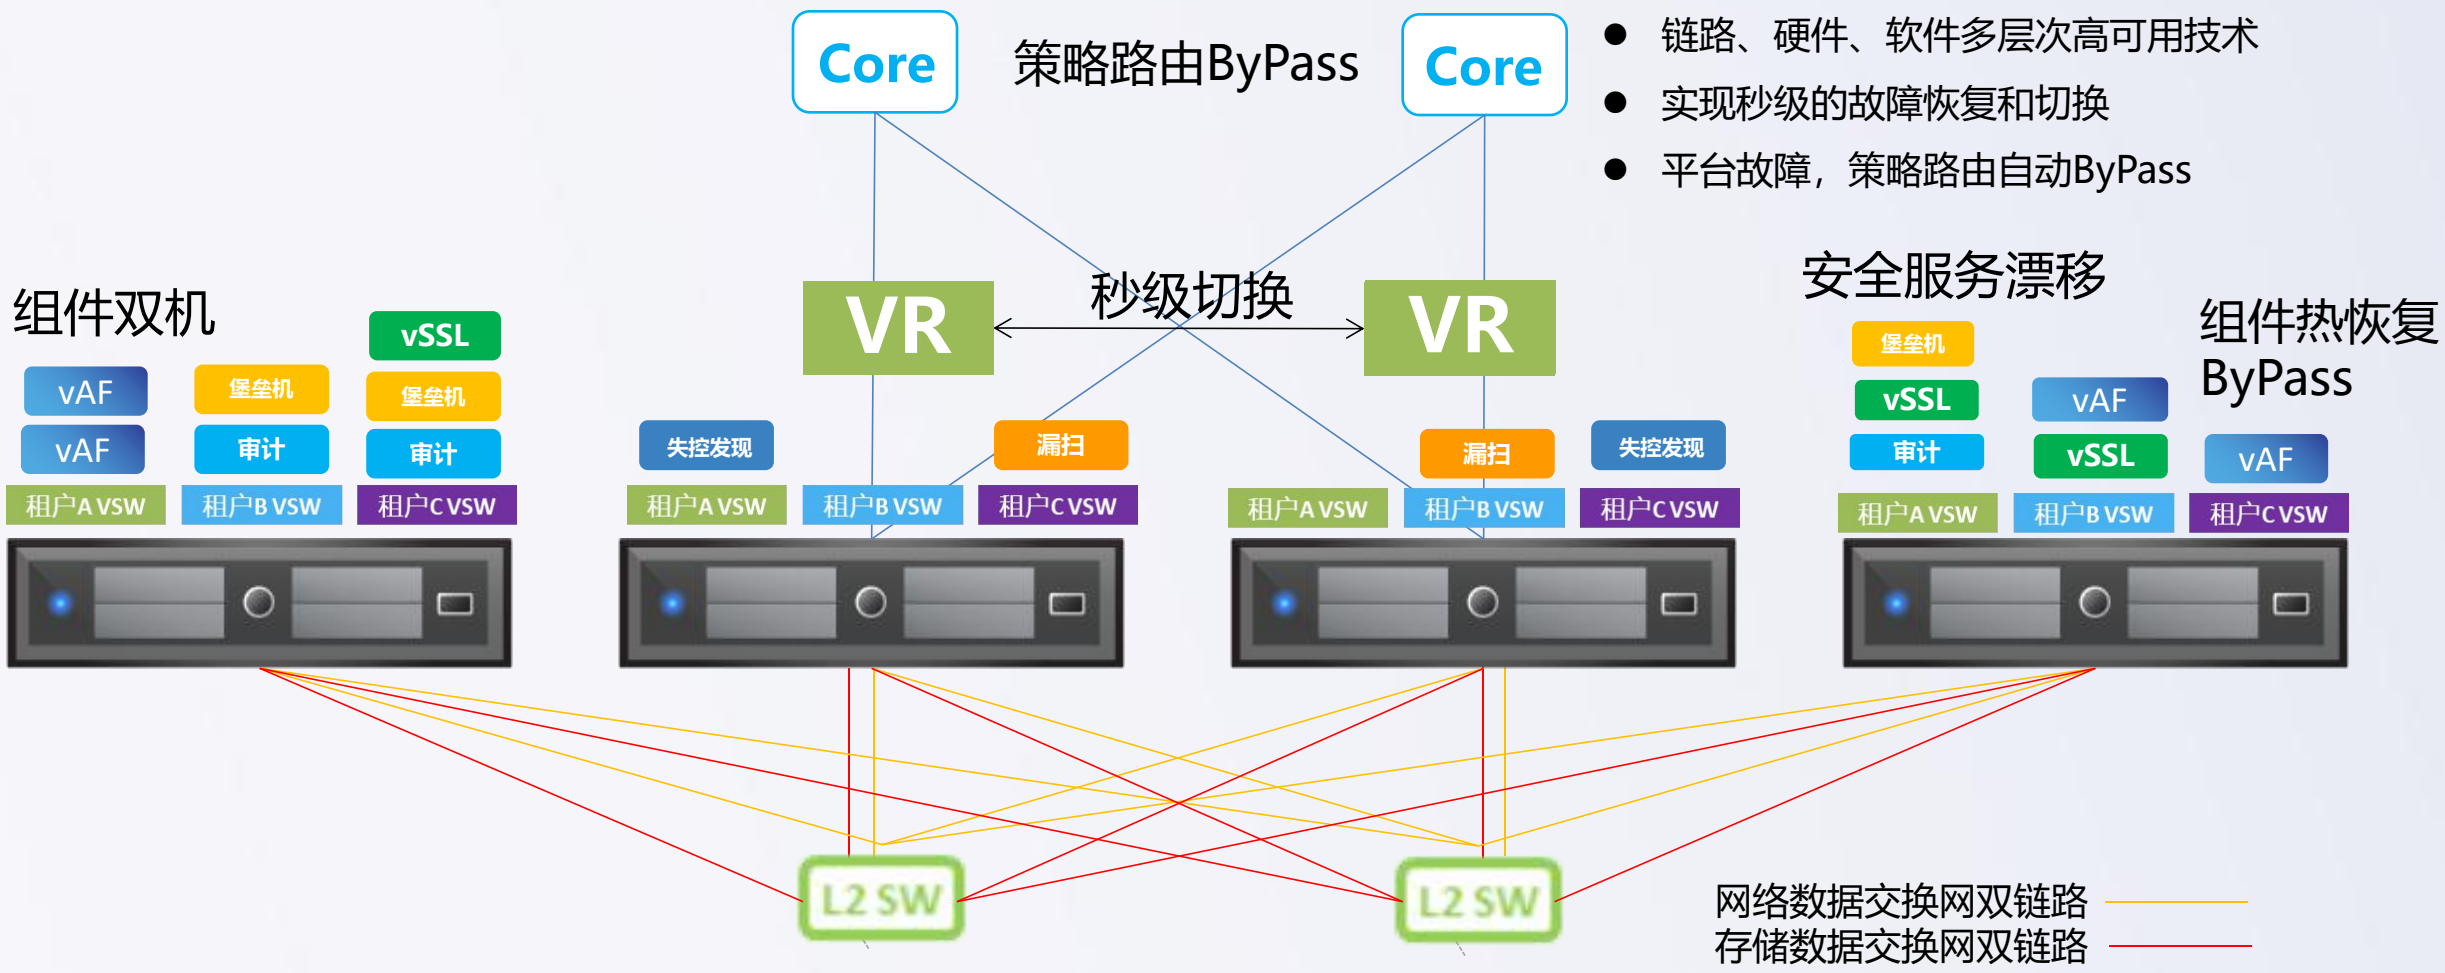 Core
策略路由ByPass
Core
● 链路、硬件、软件多层次高可用技术
● 实现秒级的故障恢复和切换
● 平台故障，策略路由自动ByPass
组件双机
VR
秒级切换
VR
安全服务漂移
组件热恢复
ByPass
vAF
vAF
租户A VSW
堡垒机
审计
租户B VSW
vSSL
堡垒机
审计
租户C VSW
失控发现
租户A VSW
租户B VSW
漏扫
租户C VSW
租户A VSW
漏扫
租户B VSW
失控发现
租户C VSW
堡垒机
vSSL
审计
租户A VSW
vAF
vSSL
租户B VSW
vAF
租户C VSW
L2 SW
L2 SW
网络数据交换网双链路
存储数据交换网双链路